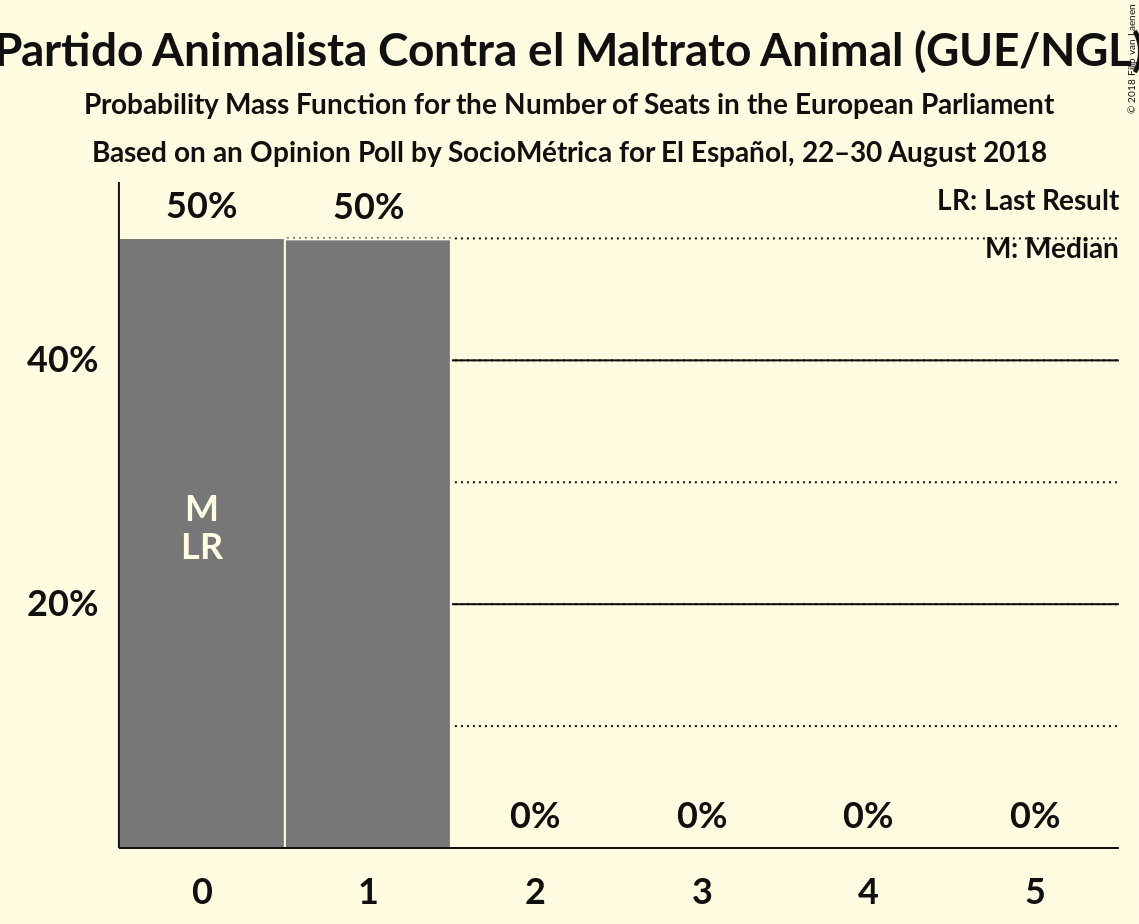 Partido Animalista Contra el Maltrato Animal (GUE/NGL)
Probability Mass Function for the Number of Seats in the European Parliament
Based on an Opinion Poll by SocioMétrica for El Español, 22–30 August 2018
© 2018 Filip van Laenen
LR: Last Result
M: Median
50% 50%
40%
M
LR
20%
0% 0% 0% 0%
0 1 2 3 4 5